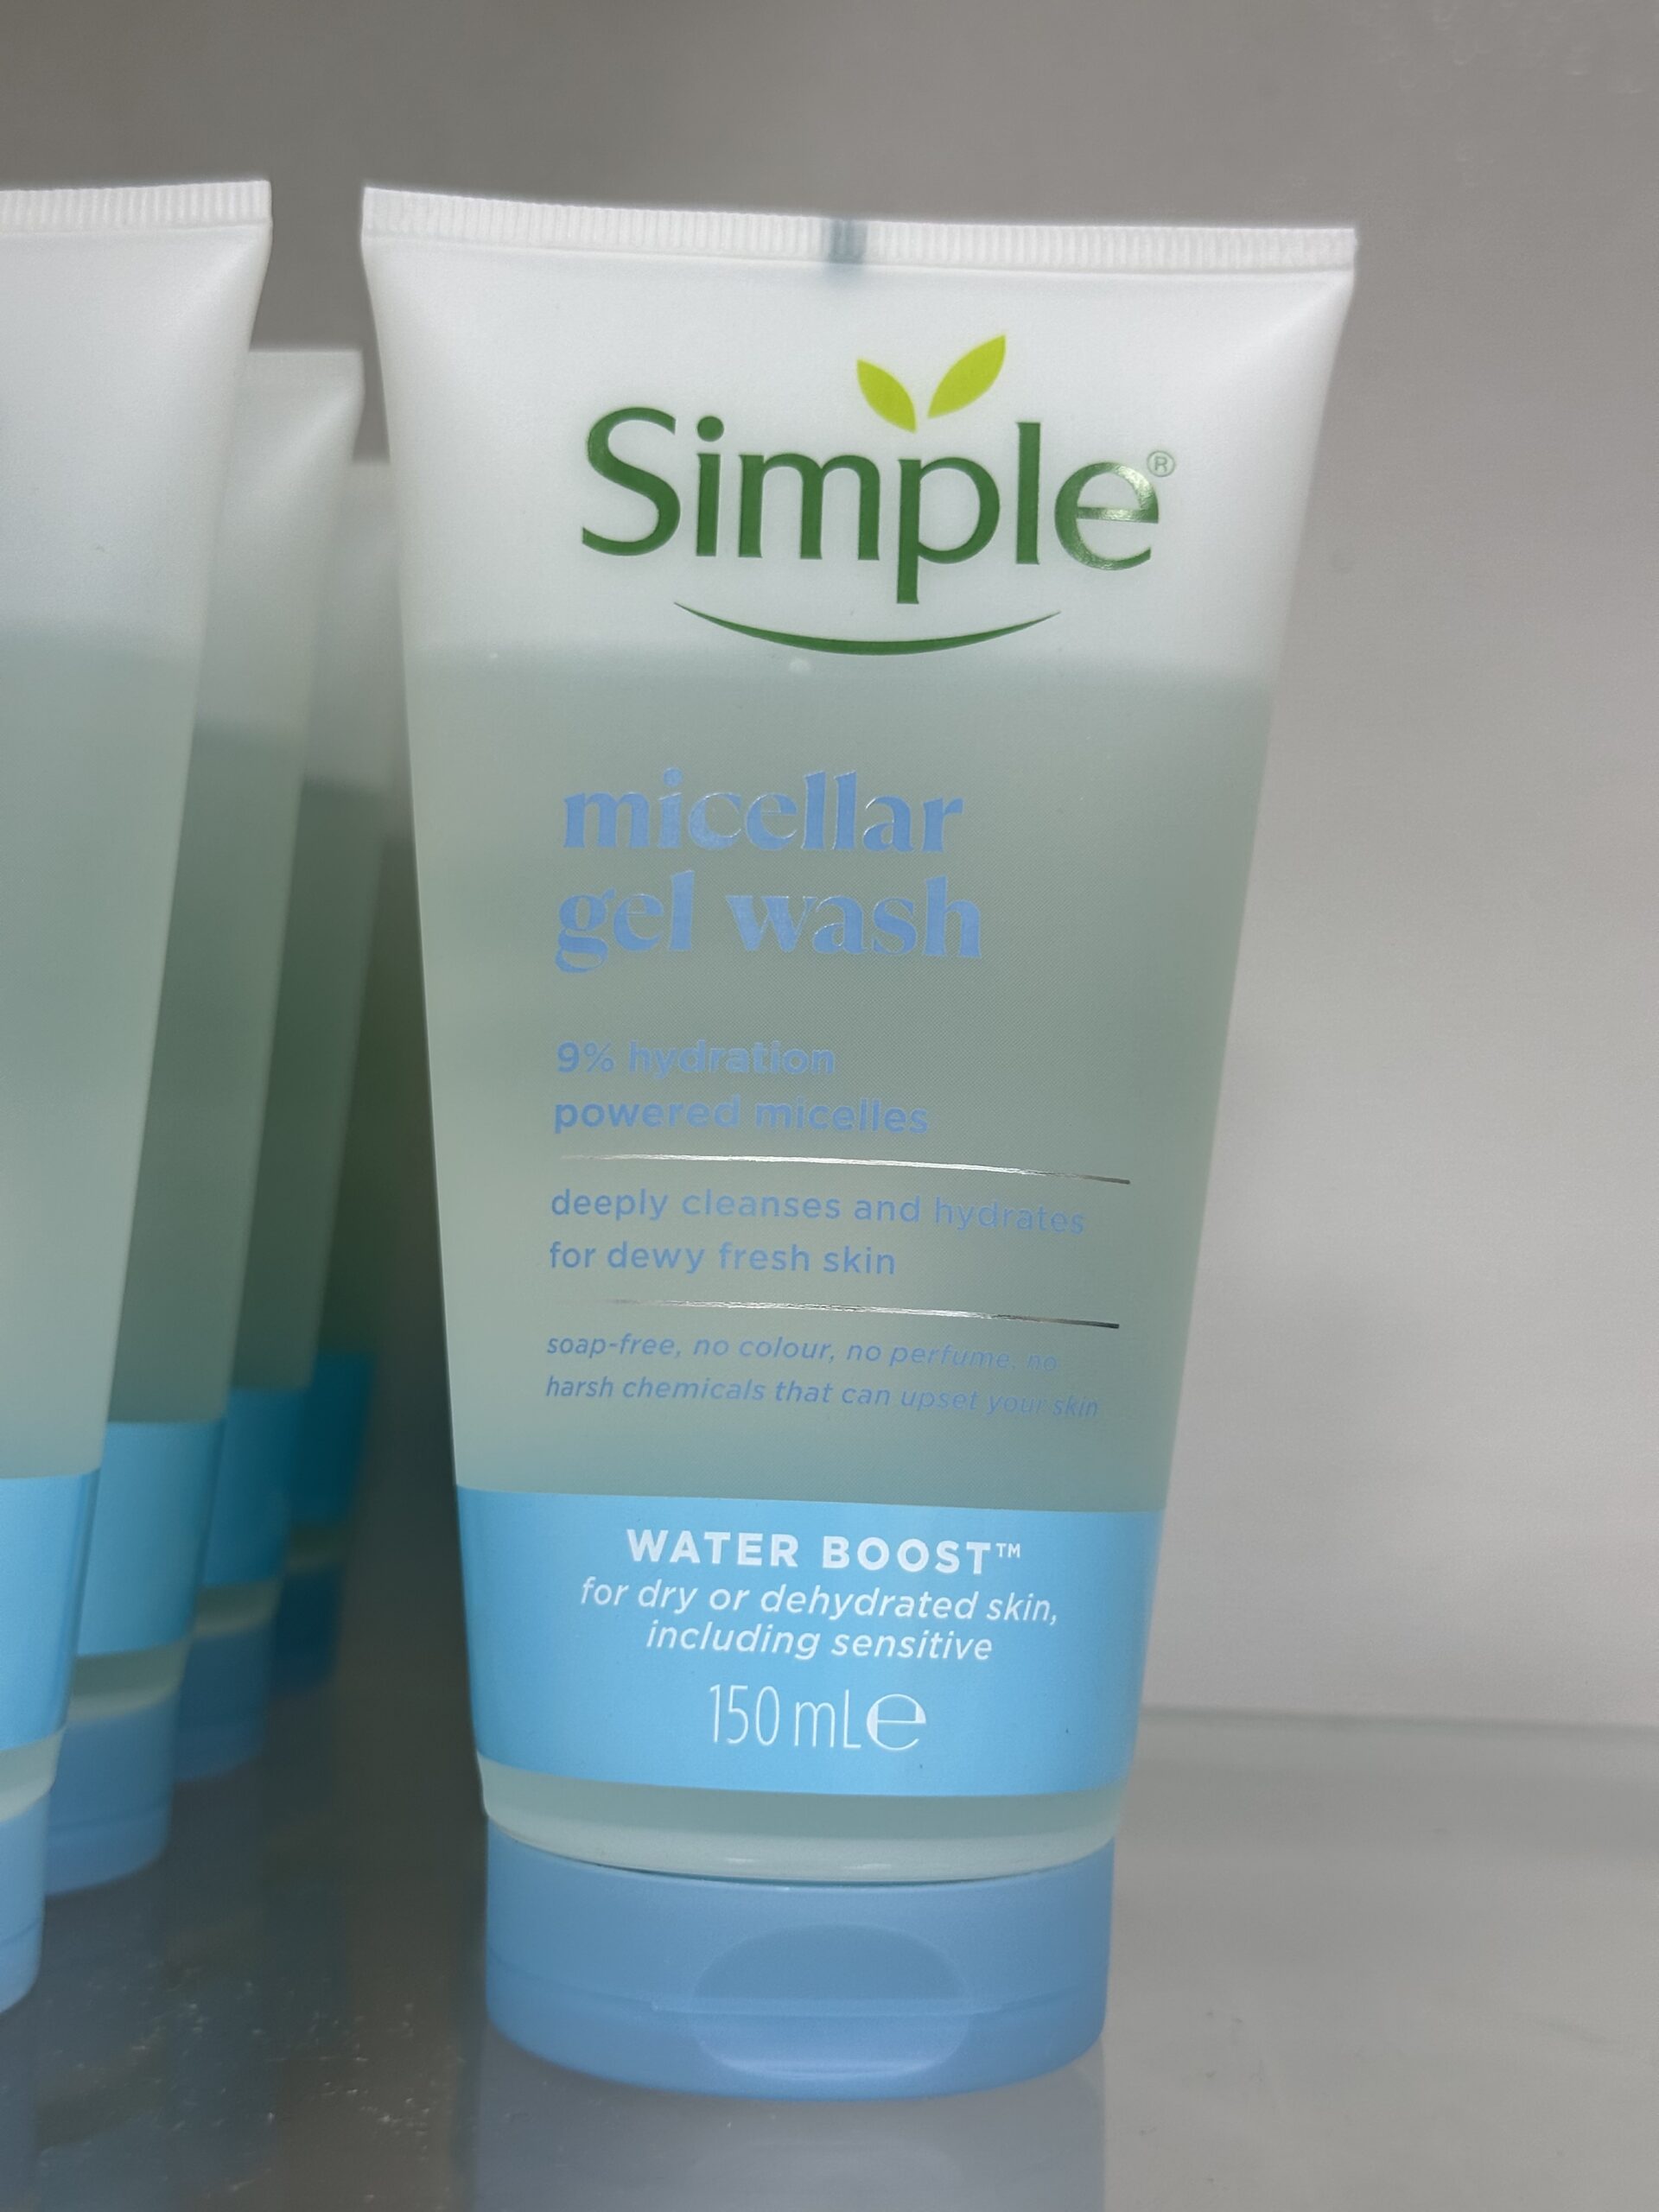 Simple®
micellar
gel wash
9% hydration
powered micelles
deeply cleanses and hydrates
for dewy fresh skin
soap-free, no colour, no perfume, no
harsh chemicals that can upset your skin
WATER BOOST™
for dry or dehydrated skin,
including sensitive
150 mL℮